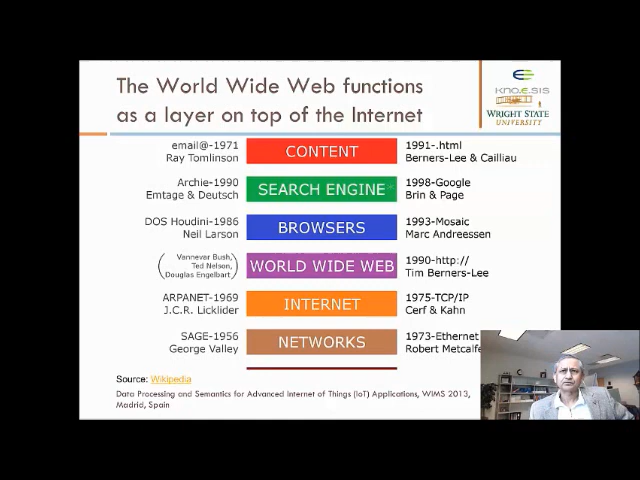 The World Wide Web functions
as a layer on top of the Internet
KNO.E.SIS
WRIGHT STATE
UNIVERSITY
email@-1971
Ray Tomlinson
CONTENT
1991-.html
Berners-Lee & Cailliau
Archie-1990
Emtage & Deutsch
SEARCH ENGINE
1998-Google
Brin & Page
DOS Houdini-1986
Neil Larson
BROWSERS
1993-Mosaic
Marc Andreessen
Vannevar Bush,
Ted Nelson,
Douglas Engelbart
WORLD WIDE WEB
1990-http://
Tim Berners-Lee
ARPANET-1969
J.C.R. Licklider
INTERNET
1975-TCP/IP
Cerf & Kahn
SAGE-1956
George Valley
NETWORKS
1973-Ethernet
Robert Metcalfe
Source: Wikipedia
Data Processing and Semantics for Advanced Internet of Things (IoT) Applications, WIMS 2013,
Madrid, Spain